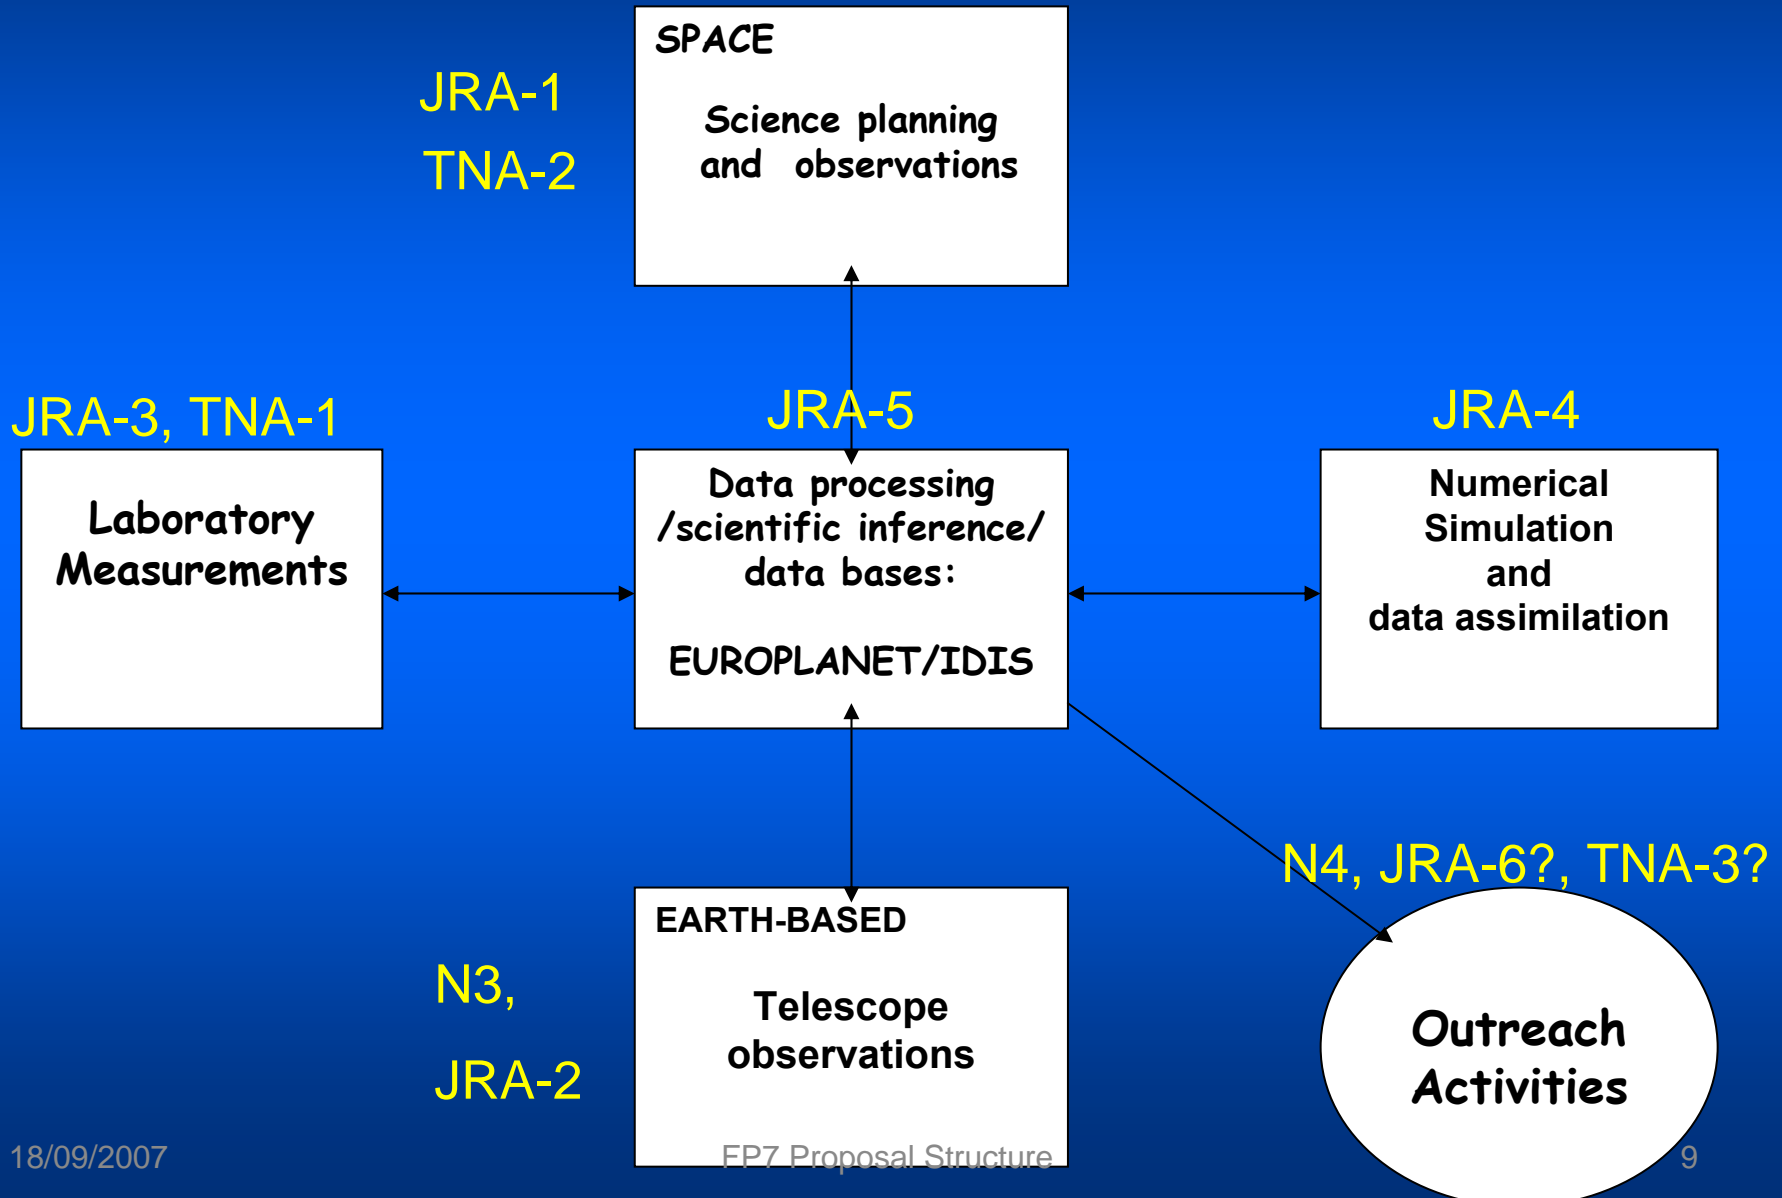 SPACE
Science planning
and observations
JRA-1
TNA-2
JRA-3, TNA-1
JRA-5
JRA-4
Laboratory
Measurements
Data processing
/scientific inference/
data bases:
EUROPLANET/IDIS
Numerical
Simulation
and
data assimilation
N4, JRA-6?, TNA-3?
EARTH-BASED
Telescope
observations
N3,
JRA-2
Outreach
Activities
18/09/2007
FP7 Proposal Structure
9